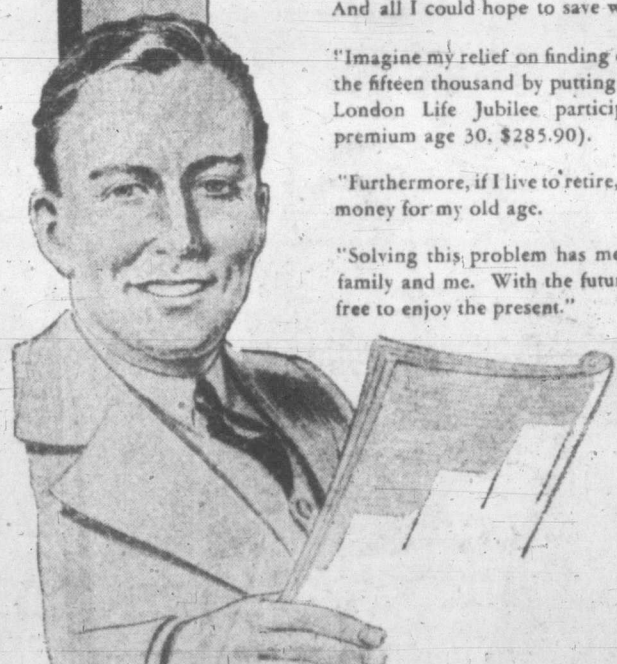 And all I could hope to save w
"Imagine my relief on finding
the fifteen thousand by putting
London Life Jubilee particip
premium age 30, $285.90).
"Furthermore, if I live to retire,
money for my old age.
"Solving this problem has me
family and me. With the futur
free to enjoy the present."